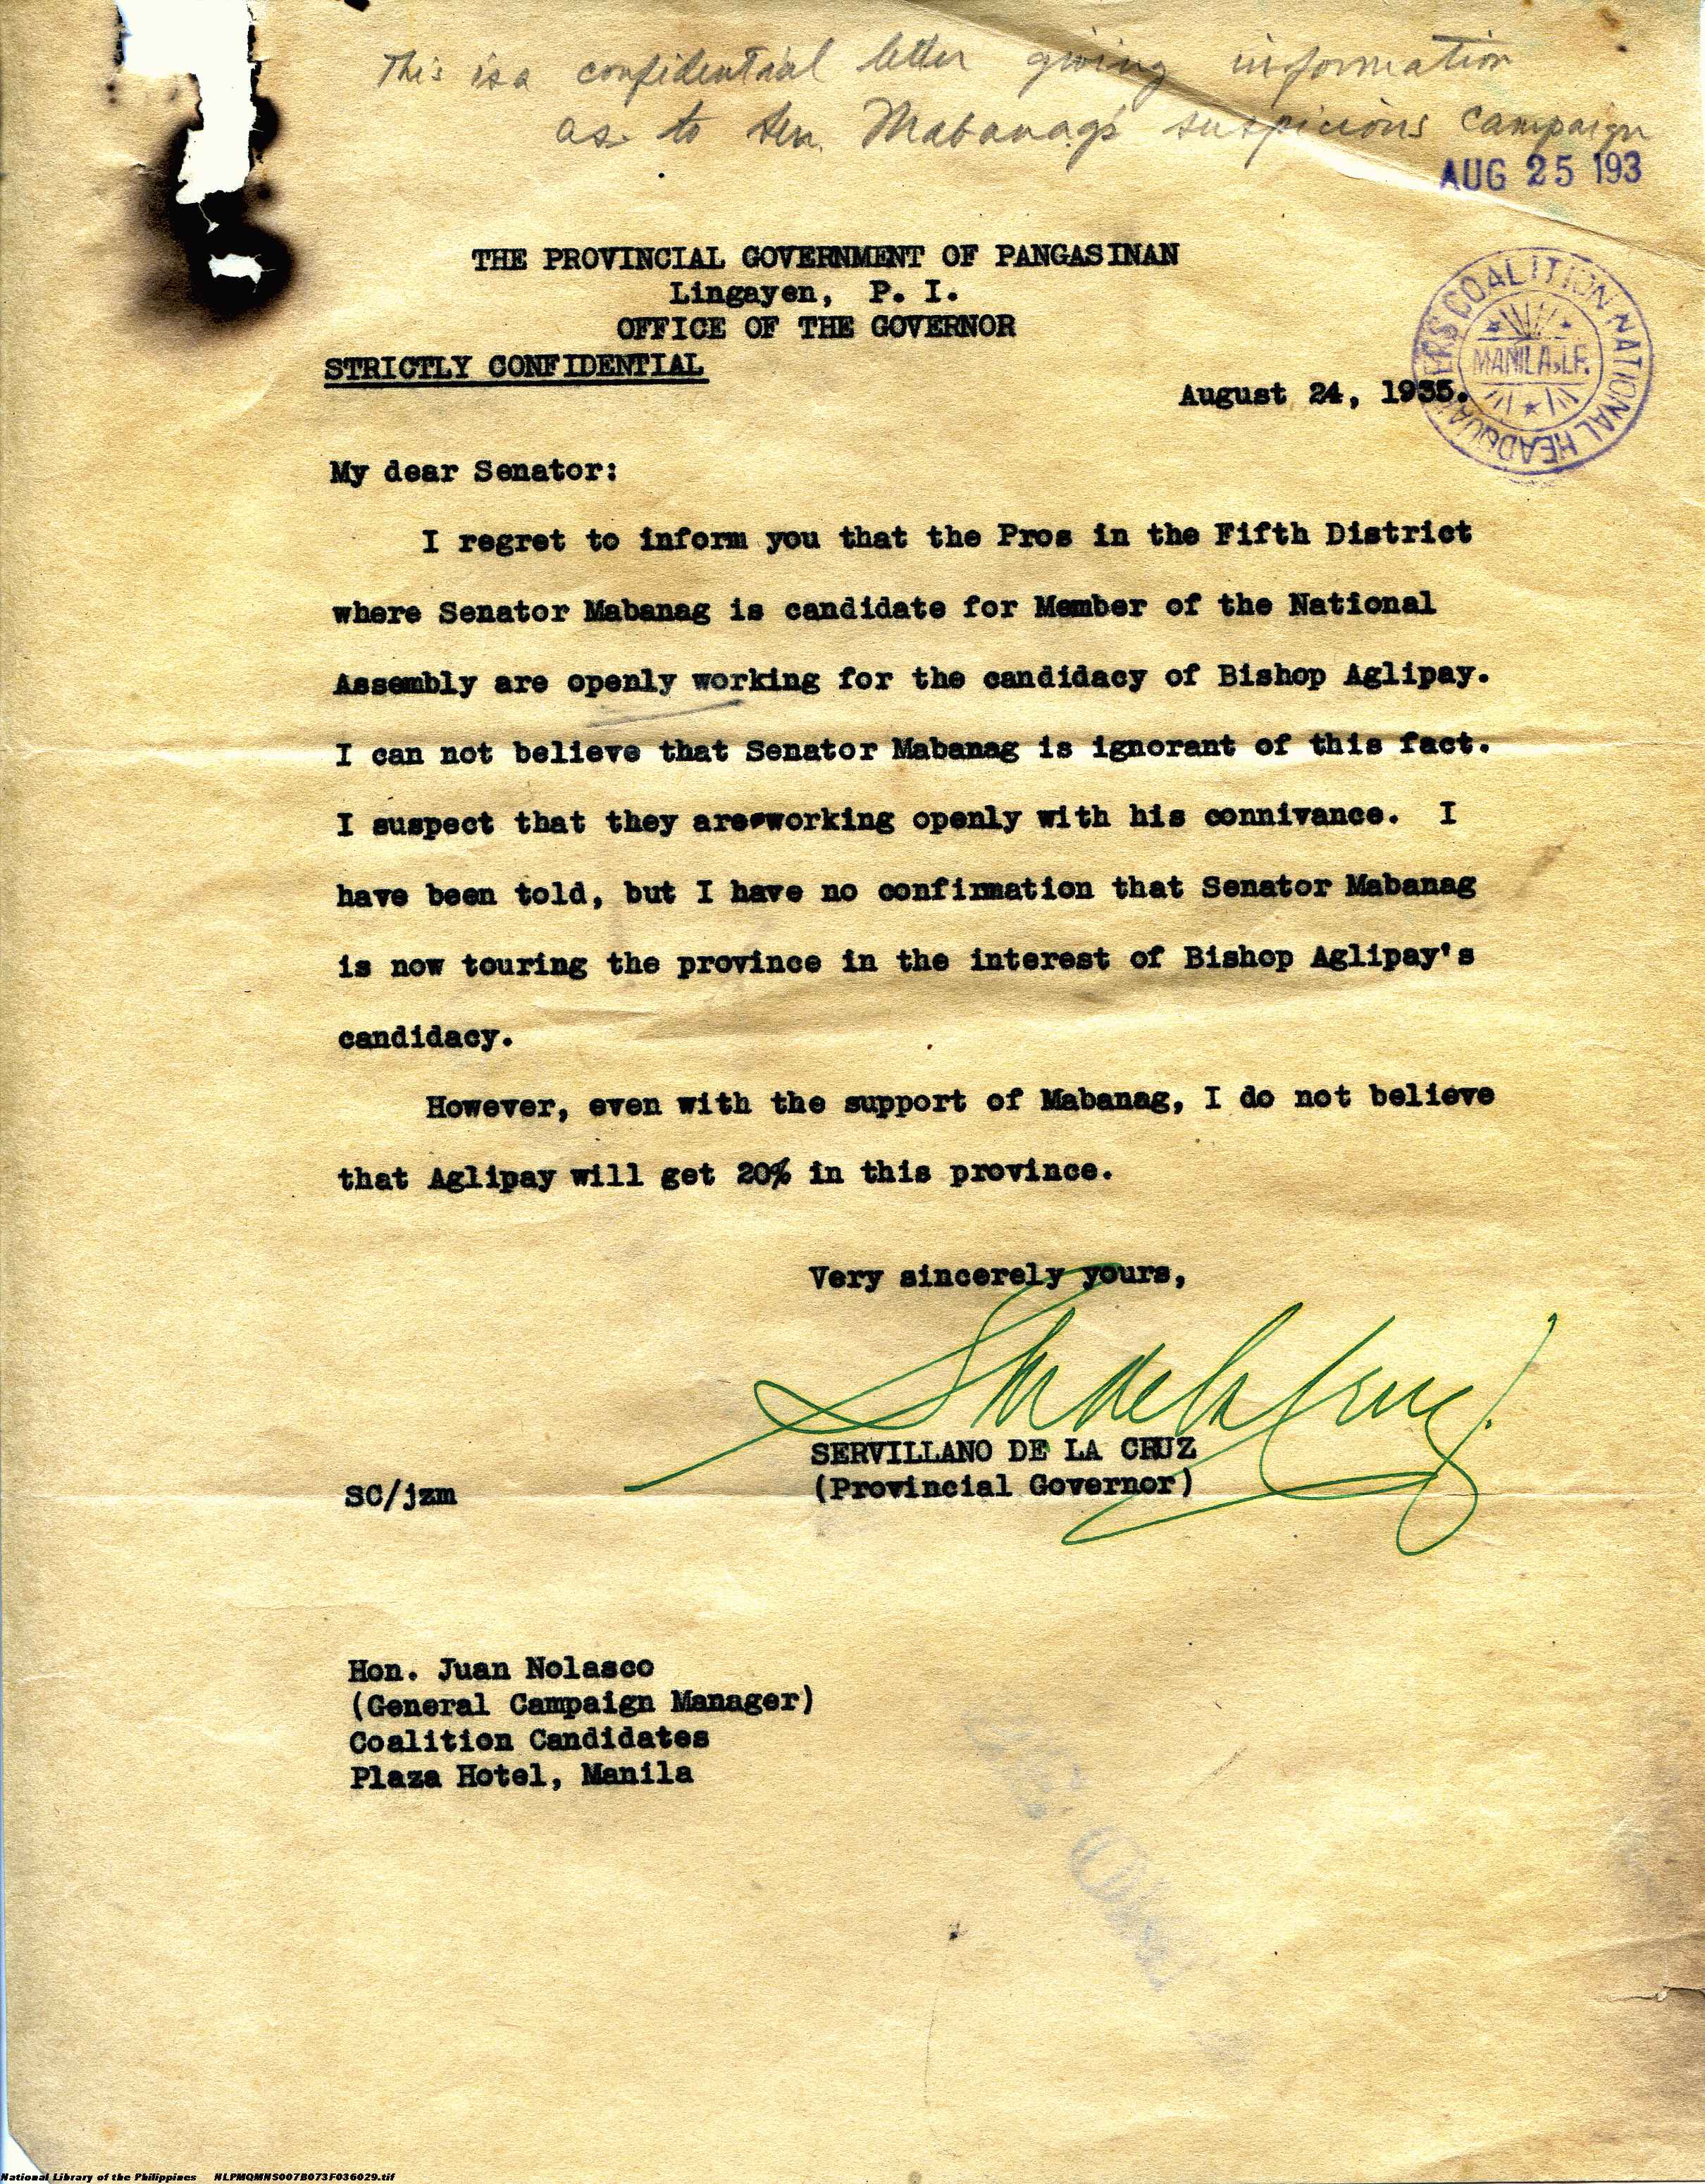 This is a confidential letter giving information
as to Sen. Mabanag's suspicious campaign
AUG 25 193
THE PROVINCIAL GOVERNMENT OF PANGASINAN
Lingayen, P. I.
OFFICE OF THE GOVERNOR
COALITION NATIONAL HEADQUARTERS
MANILA, I.F.
STRICTLY CONFIDENTIAL
August 24, 1935.
My dear Senator:
I regret to inform you that the Pros in the Fifth District
where Senator Mabanag is candidate for Member of the National
Assembly are openly working for the candidacy of Bishop Aglipay.
I can not believe that Senator Mabanag is ignorant of this fact.
I suspect that they are working openly with his connivance. I
have been told, but I have no confirmation that Senator Mabanag
is now touring the province in the interest of Bishop Aglipay's
candidacy.
However, even with the support of Mabanag, I do not believe
that Aglipay will get 20% in this province.
Very sincerely yours,
SERVILLANO DE LA CRUZ
(Provincial Governor)
SC/jzm
Hon. Juan Nolasco
(General Campaign Manager)
Coalition Candidates
Plaza Hotel, Manila
National Library of the Philippines NLPMQMNS007B073F036029.tif